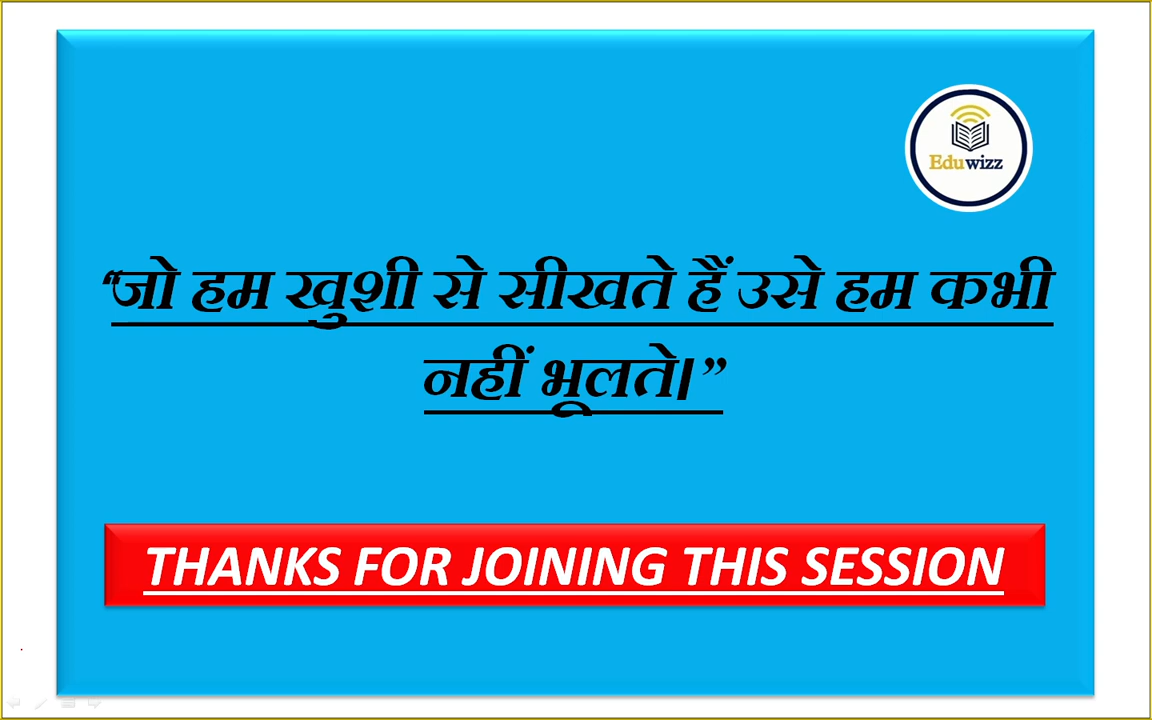 Eduwizz
“जो हम खुशी से सीखते हैं उसे हम कभी
नहीं भूलते।”
THANKS FOR JOINING THIS SESSION